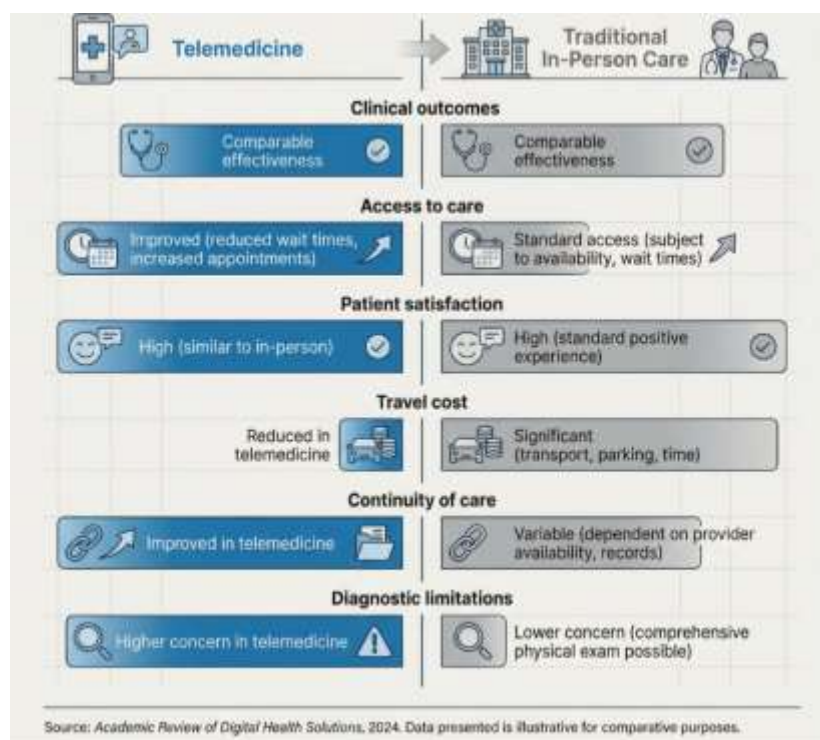 Telemedicine
Traditional
In-Person Care
Clinical outcomes
Comparable
effectiveness
Comparable
effectiveness
Access to care
Improved (reduced wait times,
increased appointments)
Standard access (subject
to availability, wait times)
Patient satisfaction
High (similar to in-person)
High (standard positive
experience)
Travel cost
Reduced in
telemedicine
Significant
(transport, parking, time)
Continuity of care
Improved in telemedicine
Variable (dependent on provider
availability, records)
Diagnostic limitations
Higher concern in telemedicine
Lower concern (comprehensive
physical exam possible)
Source: Academic Review of Digital Health Solutions, 2024. Data presented is illustrative for comparative purposes.